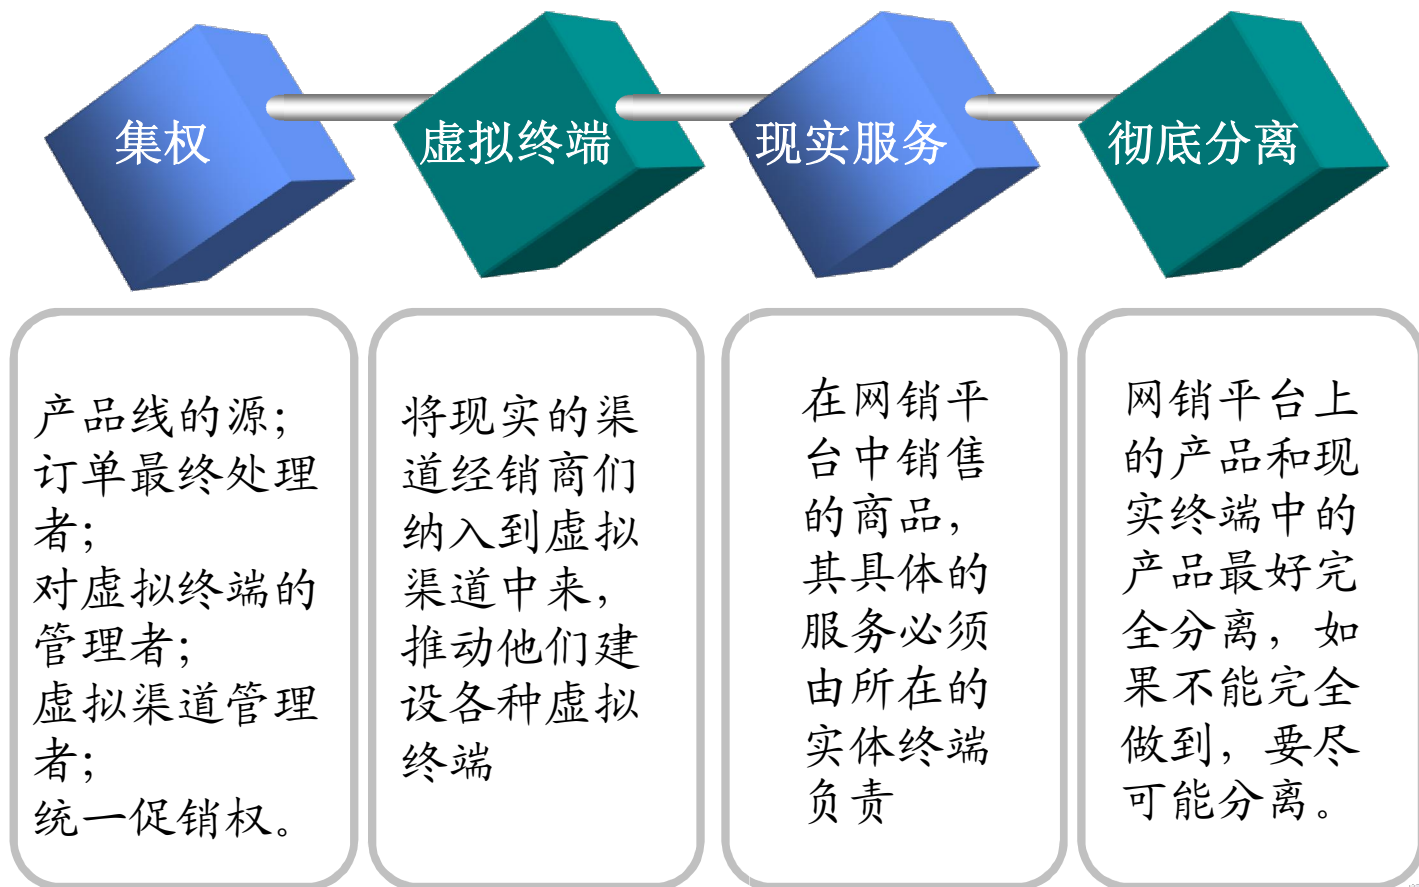 集权
虚拟终端
现实服务
彻底分离
产品线的源；
订单最终处理
者；
对虚拟终端的
管理者；
虚拟渠道管理
者；
统一促销权。
将现实的渠
道经销商们
纳入到虚拟
渠道中来，
推动他们建
设各种虚拟
终端
在网销平
台中销售
的商品，
其具体的
服务必须
由所在的
实体终端
负责
网销平台上
的产品和现
实终端中的
产品最好完
全分离，如
果不能完全
做到，要尽
可能分离。